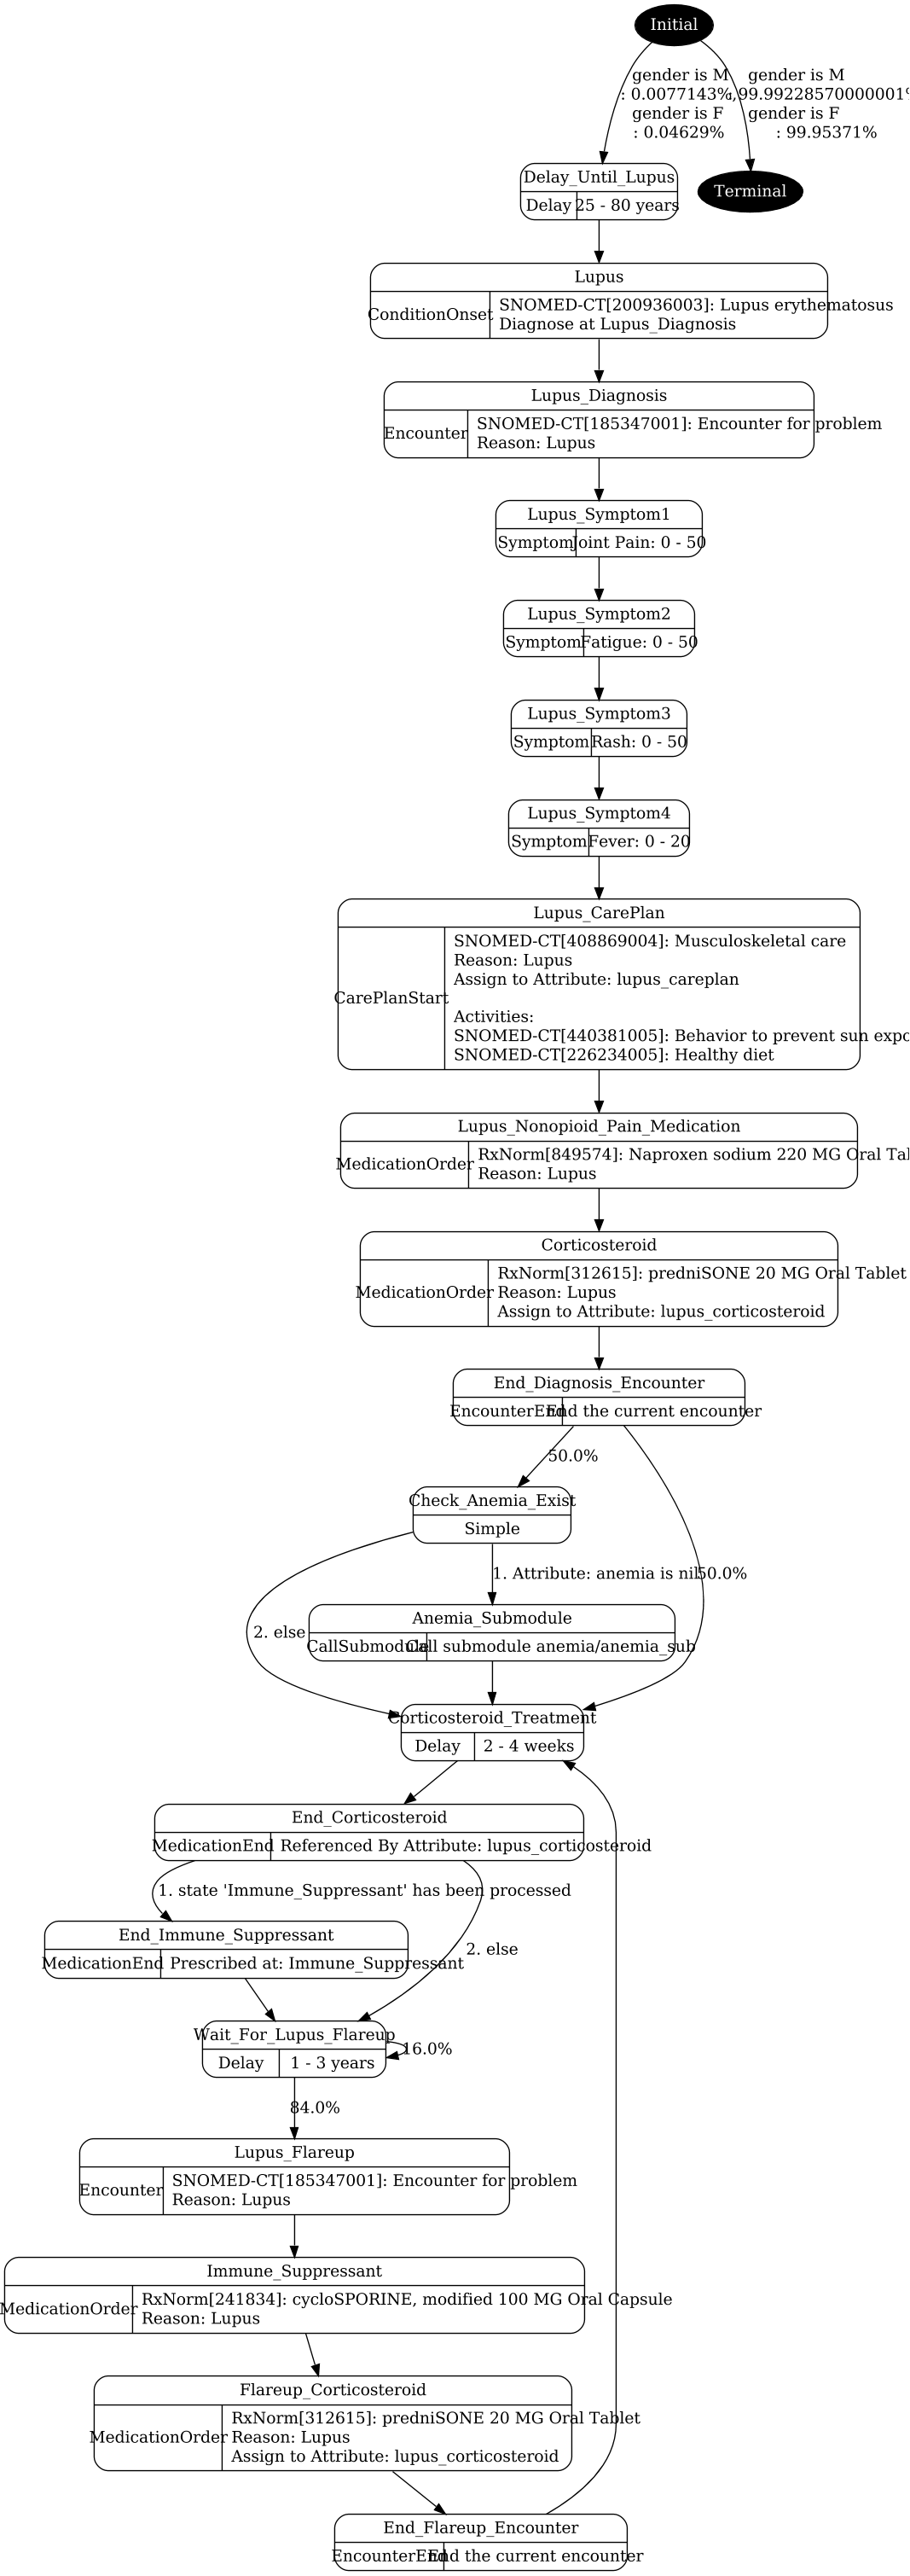 Initial
gender is M
: 0.0077143%,
gender is F
: 0.04629%
gender is M
: 99.99228570000001%
gender is F
: 99.95371%
Delay_Until_Lupus
Delay 25 - 80 years
Terminal
Lupus
ConditionOnset
SNOMED-CT[200936003]: Lupus erythematosus
Diagnose at Lupus_Diagnosis
Lupus_Diagnosis
Encounter
SNOMED-CT[185347001]: Encounter for problem
Reason: Lupus
Lupus_Symptom1
Symptom Joint Pain: 0 - 50
Lupus_Symptom2
Symptom Fatigue: 0 - 50
Lupus_Symptom3
Symptom Rash: 0 - 50
Lupus_Symptom4
Symptom Fever: 0 - 20
Lupus_CarePlan
CarePlanStart
SNOMED-CT[408869004]: Musculoskeletal care
Reason: Lupus
Assign to Attribute: lupus_careplan
Activities:
SNOMED-CT[440381005]: Behavior to prevent sun expo
SNOMED-CT[226234005]: Healthy diet
Lupus_Nonopioid_Pain_Medication
MedicationOrder
RxNorm[849574]: Naproxen sodium 220 MG Oral Tal
Reason: Lupus
Corticosteroid
MedicationOrder
RxNorm[312615]: predniSONE 20 MG Oral Tablet
Reason: Lupus
Assign to Attribute: lupus_corticosteroid
End_Diagnosis_Encounter
EncounterEnd End the current encounter
50.0%
Check_Anemia_Exist
Simple
1. Attribute: anemia is nil
50.0%
2. else
Anemia_Submodule
CallSubmodule Call submodule anemia/anemia_sub
Corticosteroid_Treatment
Delay 2 - 4 weeks
End_Corticosteroid
MedicationEnd Referenced By Attribute: lupus_corticosteroid
1. state 'Immune_Suppressant' has been processed
End_Immune_Suppressant
MedicationEnd Prescribed at: Immune_Suppressant
2. else
Wait_For_Lupus_Flareup
Delay 1 - 3 years
16.0%
84.0%
Lupus_Flareup
Encounter
SNOMED-CT[185347001]: Encounter for problem
Reason: Lupus
Immune_Suppressant
MedicationOrder
RxNorm[241834]: cycloSPORINE, modified 100 MG Oral Capsule
Reason: Lupus
Flareup_Corticosteroid
MedicationOrder
RxNorm[312615]: predniSONE 20 MG Oral Tablet
Reason: Lupus
Assign to Attribute: lupus_corticosteroid
End_Flareup_Encounter
EncounterEnd End the current encounter